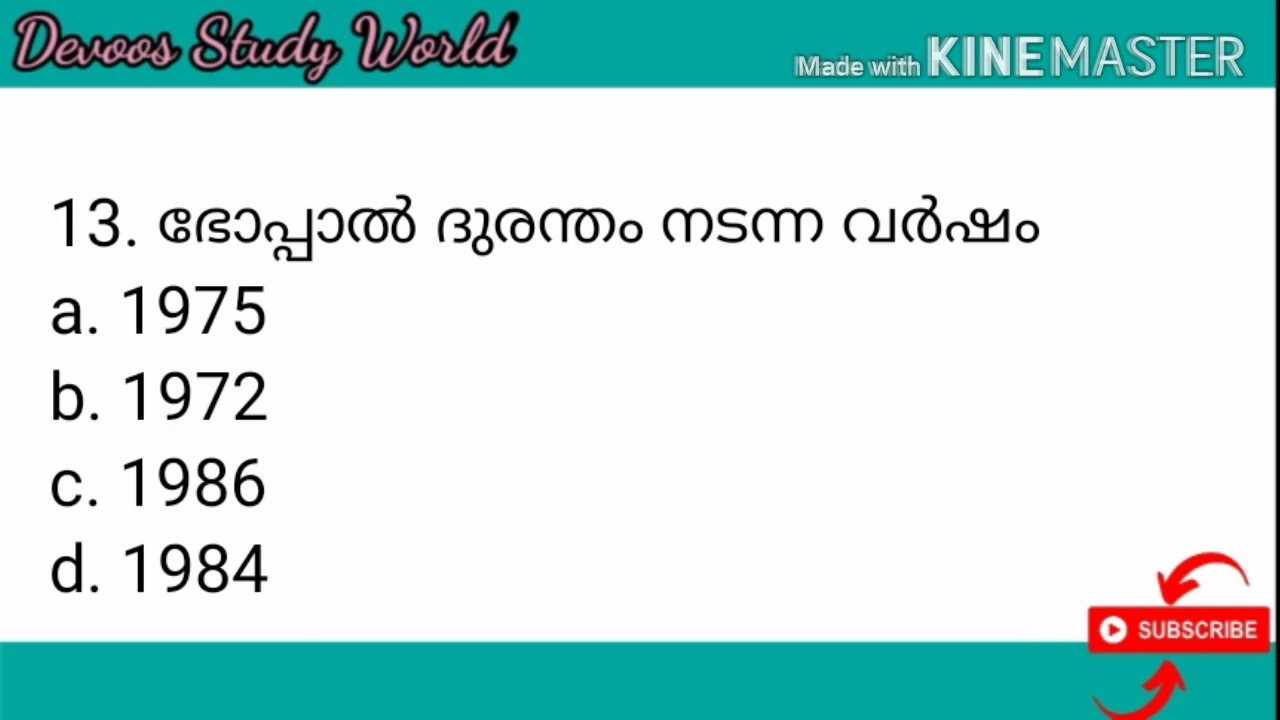 Devoos Study World
Made with KINEMASTER
13. ഭോപ്പാൽ ദുരന്തം നടന്ന വർഷം
a. 1975
b. 1972
c. 1986
d. 1984
SUBSCRIBE